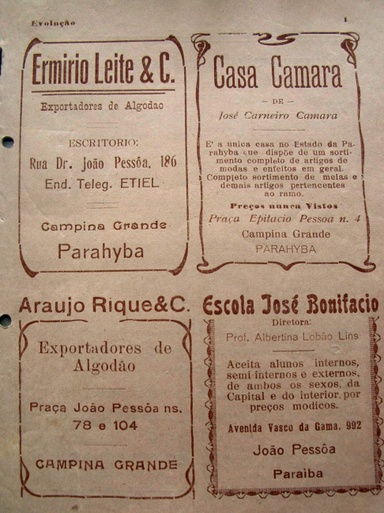 Evolução
1
Ermirio Leite & C.
Exportadores de Algodão
ESCRITORIO:
Rua Dr. João Pessôa, 186
End. Teleg. ETIEL
Campina Grande
Parahyba
Casa Camara
— DE —
José Carneiro Camara
E' a unica casa no Estado da Pa-
rahyba que dispõe de um sorti-
mento completo de artigos de
modas e enfeites em geral.
Completo sortimento de meias e
demais artigos pertencentes
ao ramo.
Preços nunca Vistos
Praça Epitacio Pessoa n. 4
Campina Grande
PARAHYBA
Araujo Rique & C.
Exportadores de
Algodão
Praça João Pessôa ns.
78 e 104
CAMPINA GRANDE
Escola José Bonifacio
Diretora:
Prof. Albertina Lobão Lins
Aceita alunos internos,
semi-internos e externos,
de ambos os sexos, da
Capital e do interior, por
preços modicos.
Avenida Vasco da Gama, 992
João Pessôa
Paraiba